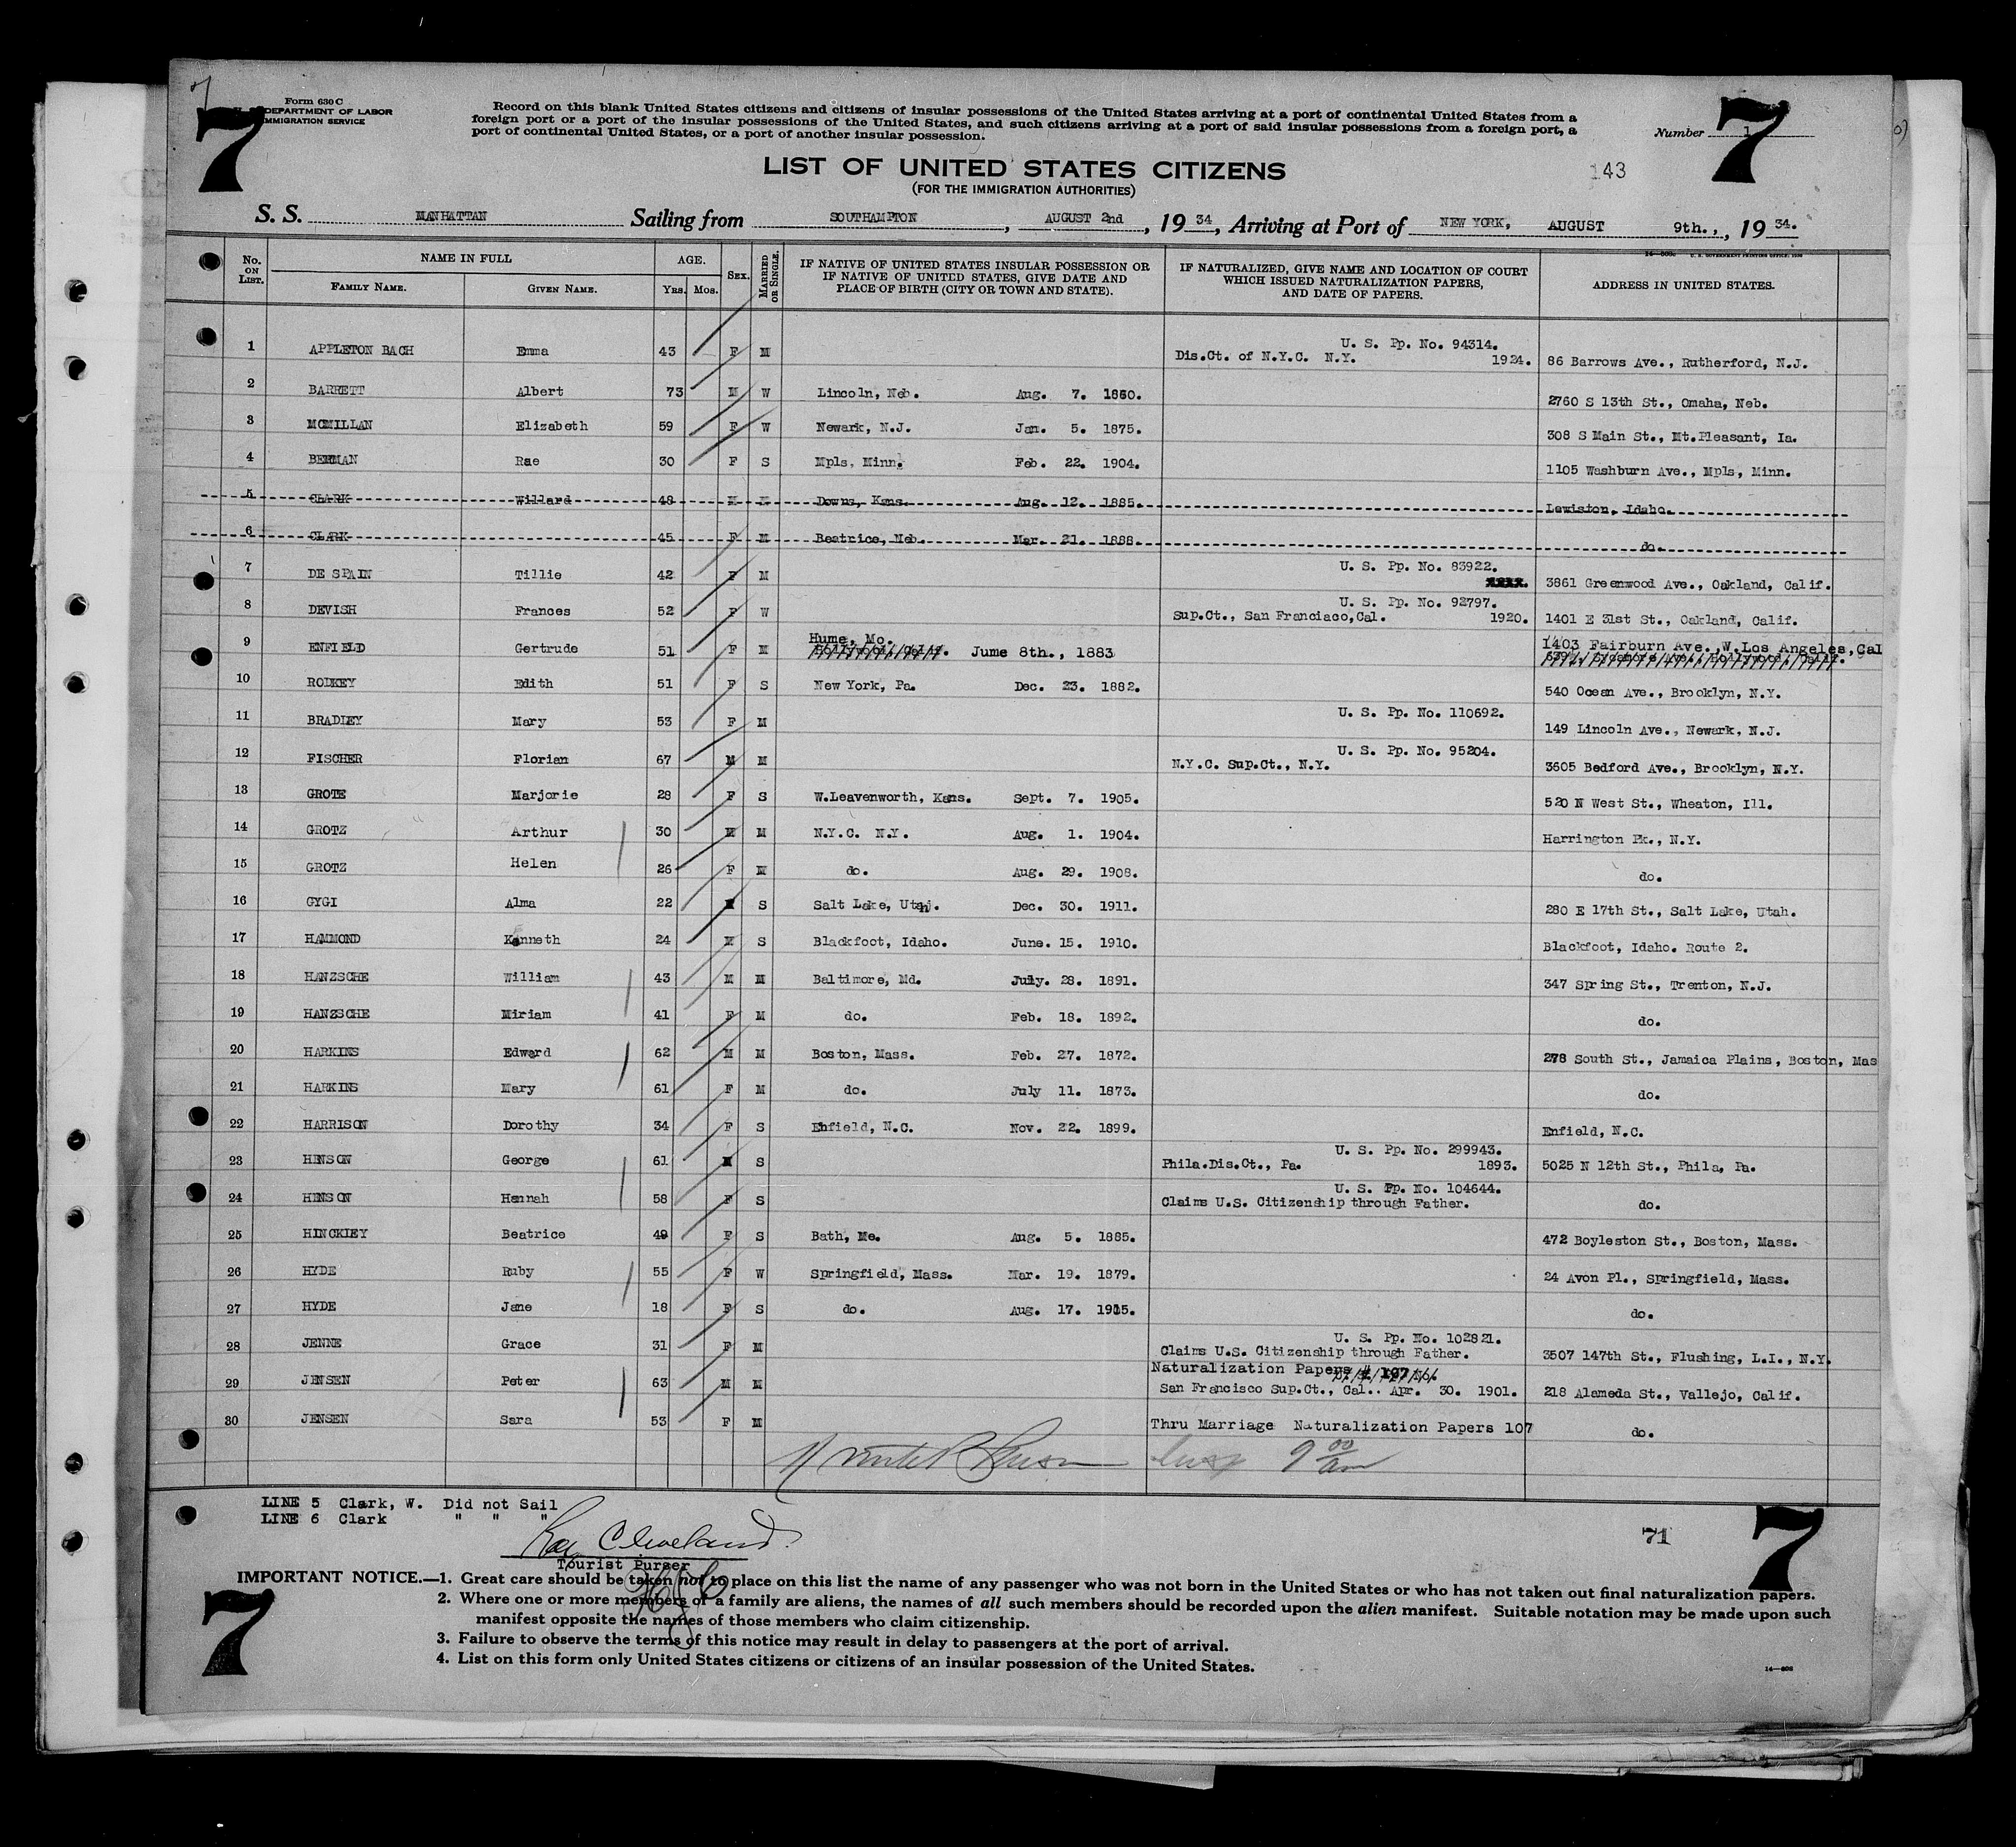 Form 630 C
DEPARTMENT OF LABOR
IMMIGRATION SERVICE
7
Record on this blank United States citizens and citizens of insular possessions of the United States arriving at a port of continental United States from a
foreign port or a port of the insular possessions of the United States, and such citizens arriving at a port of said insular possessions from a foreign port, a
port of continental United States, or a port of another insular possession.
Number 1
7
LIST OF UNITED STATES CITIZENS
143
(FOR THE IMMIGRATION AUTHORITIES)
S. S. MANHATTAN Sailing from SOUTHAMPTON, AUGUST 2nd, 19 34, Arriving at Port of NEW YORK, AUGUST 9th., 19 34.
No. ON LIST. NAME IN FULL FAMILY NAME. GIVEN NAME. AGE. Yrs. Mos. SEX. MARRIED OR SINGLE. IF NATIVE OF UNITED STATES INSULAR POSSESSION OR IF NATIVE OF UNITED STATES, GIVE DATE AND PLACE OF BIRTH (CITY OR TOWN AND STATE). IF NATURALIZED, GIVE NAME AND LOCATION OF COURT WHICH ISSUED NATURALIZATION PAPERS, AND DATE OF PAPERS. ADDRESS IN UNITED STATES.
1 APPLETON BACH Emma 43 F M U. S. Pp. No. 94314. Dis.Ct. of N.Y.C. N.Y. 1924. 86 Barrows Ave., Rutherford, N.J.
2 BARRETT Albert 73 M W Lincoln, Neb. Aug. 7. 1860. 2760 S 13th St., Omaha, Neb.
3 MCMILLAN Elizabeth 59 F W Newark, N.J. Jan. 5. 1875. 308 S Main St., Mt.Pleasant, Ia.
4 BERMAN Rae 30 F S Mpls, Minn. Feb. 22. 1904. 1105 Washburn Ave., Mpls, Minn.
5 CLARK Willard 48 M M Downs, Kans. Aug. 12. 1885. Lewiston, Idaho.
6 CLARK 45 F M Beatrice, Neb. Mar. 21. 1888. do.
7 DE SPAIN Tillie 42 F M U. S. Pp. No. 83922. 3861 Greenwood Ave., Oakland, Calif.
8 DEVISH Frances 52 F W U. S. Pp. No. 92797. Sup.Ct., San Francisco,Cal. 1920. 1401 E 31st St., Oakland, Calif.
9 ENFIELD Gertrude 51 F M Hume, Mo. Hollywood, Calif. June 8th., 1883 1403 Fairburn Ave.,W.Los Angeles,Cal
10 ROLKEY Edith 51 F S New York, Pa. Dec. 23. 1882. 540 Ocean Ave., Brooklyn, N.Y.
11 BRADLEY Mary 53 F M U. S. Pp. No. 110692. 149 Lincoln Ave., Newark, N.J.
12 FISCHER Florian 67 M M U. S. Pp. No. 95204. N.Y.C. Sup.Ct., N.Y. 3605 Bedford Ave., Brooklyn, N.Y.
13 GROTE Marjorie 28 F S W.Leavenworth, Kans. Sept. 7. 1905. 520 N West St., Wheaton, Ill.
14 GROTZ Arthur 30 M M N.Y.C. N.Y. Aug. 1. 1904. Harrington Pk., N.Y.
15 GROTZ Helen 26 F M do. Aug. 29. 1908. do.
16 GYGI Alma 22 S Salt Lake, Utah. Dec. 30. 1911. 280 E 17th St., Salt Lake, Utah.
17 HAMMOND Kenneth 24 M S Blackfoot, Idaho. June. 15. 1910. Blackfoot, Idaho. Route 2.
18 HANZSCHE William 43 M M Baltimore, Md. July. 28. 1891. 347 Spring St., Trenton, N.J.
19 HANZSCHE Miriam 41 F M do. Feb. 18. 1892. do.
20 HARKINS Edward 62 M M Boston, Mass. Feb. 27. 1872. 278 South St., Jamaica Plains, Boston, Mas
21 HARKINS Mary 61 F M do. July 11. 1873. do.
22 HARRISON Dorothy 34 F S Enfield, N.C. Nov. 22. 1899. Enfield, N.C.
23 HENSON George 61 S U. S. Pp. No. 299943. Phila.Dis.Ct., Pa. 1893. 5025 N 12th St., Phila, Pa.
24 HENSON Hannah 58 F S U. S. Pp. No. 104644. Claims U.S. Citizenship through Father. do.
25 HINCKLEY Beatrice 49 F S Bath, Me. Aug. 5. 1885. 472 Boyleston St., Boston, Mass.
26 HYDE Ruby 55 F W Springfield, Mass. Mar. 19. 1879. 24 Avon Pl., Springfield, Mass.
27 HYDE Jane 18 F S do. Aug. 17. 1915. do.
28 JENNE Grace 31 F M U. S. Pp. No. 102821. Claims U.S. Citizenship through Father. 3507 147th St., Flushing, L.I., N.Y.
29 JENSEN Peter 63 M M Naturalization Papers # 107 San Francisco Sup.Ct., Cal.. Apr. 30. 1901. 218 Alameda St., Vallejo, Calif.
30 JENSEN Sara 53 F M Thru Marriage Naturalization Papers 107 do.
9 00 am
LINE 5 Clark, W. Did not Sail
LINE 6 Clark " " "
Ray Cleveland.
Tourist Purser
71
7
7
IMPORTANT NOTICE.—1. Great care should be taken not to place on this list the name of any passenger who was not born in the United States or who has not taken out final naturalization papers.
2. Where one or more members of a family are aliens, the names of all such members should be recorded upon the alien manifest. Suitable notation may be made upon such
manifest opposite the names of those members who claim citizenship.
3. Failure to observe the terms of this notice may result in delay to passengers at the port of arrival.
4. List on this form only United States citizens or citizens of an insular possession of the United States.